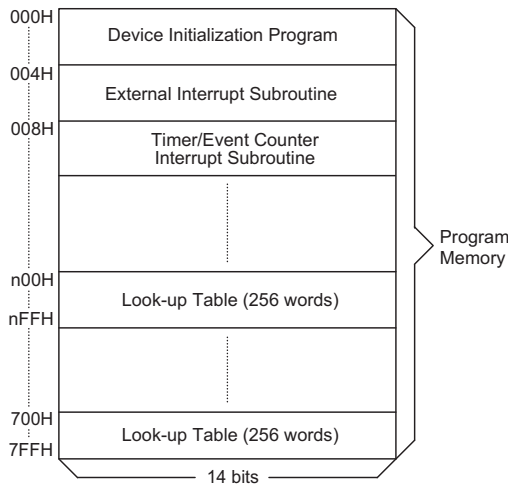 000H
Device Initialization Program
004H
External Interrupt Subroutine
008H
Timer/Event Counter
Interrupt Subroutine
Program
Memory
n00H
Look-up Table (256 words)
nFFH
700H
Look-up Table (256 words)
7FFH
14 bits